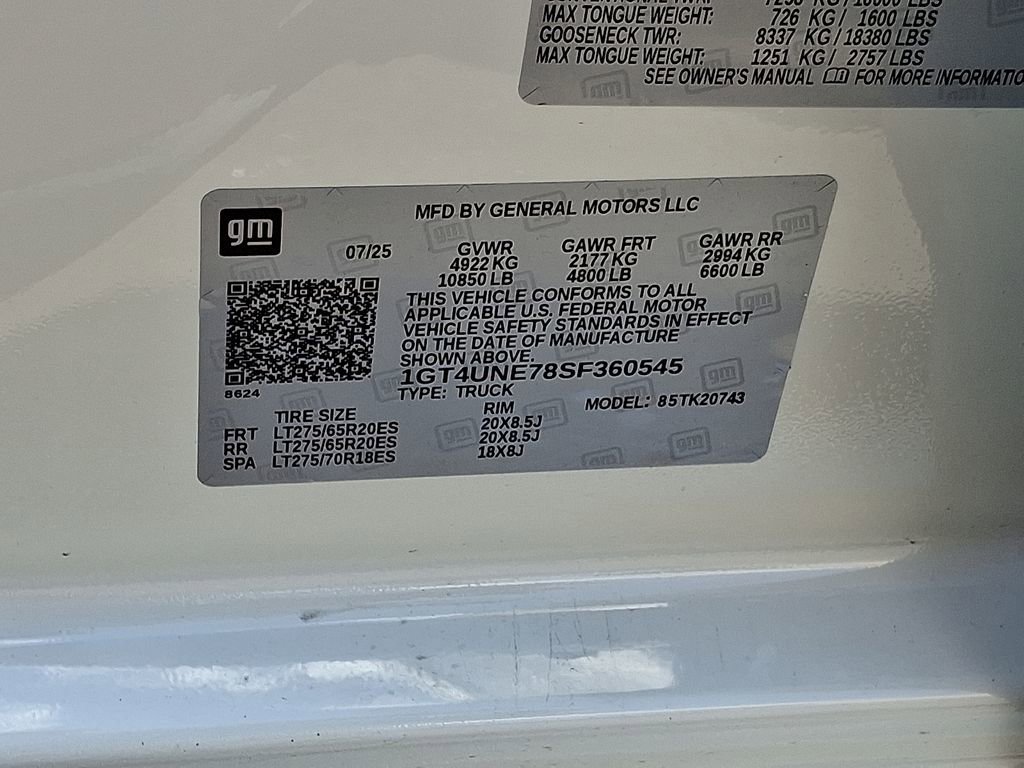 MAX TONGUE WEIGHT: 726 KG/ 1600 LBS
GOOSENECK TWR: 8337 KG/18380 LBS
MAX TONGUE WEIGHT: 1251 KG/ 2757 LBS
SEE OWNER'S MANUAL FOR MORE INFORMATIO
gm
MFD BY GENERAL MOTORS LLC
07/25
GVWR GAWR FRT GAWR RR
4922 KG 2177 KG 2994 KG
10850 LB 4800 LB 6600 LB
THIS VEHICLE CONFORMS TO ALL
APPLICABLE U.S. FEDERAL MOTOR
VEHICLE SAFETY STANDARDS IN EFFECT
ON THE DATE OF MANUFACTURE
SHOWN ABOVE.
1GT4UNE78SF360545
8624
TYPE: TRUCK MODEL: 85TK20743
TIRE SIZE RIM
FRT LT275/65R20ES 20X8.5J
RR LT275/65R20ES 20X8.5J
SPA LT275/70R18ES 18X8J